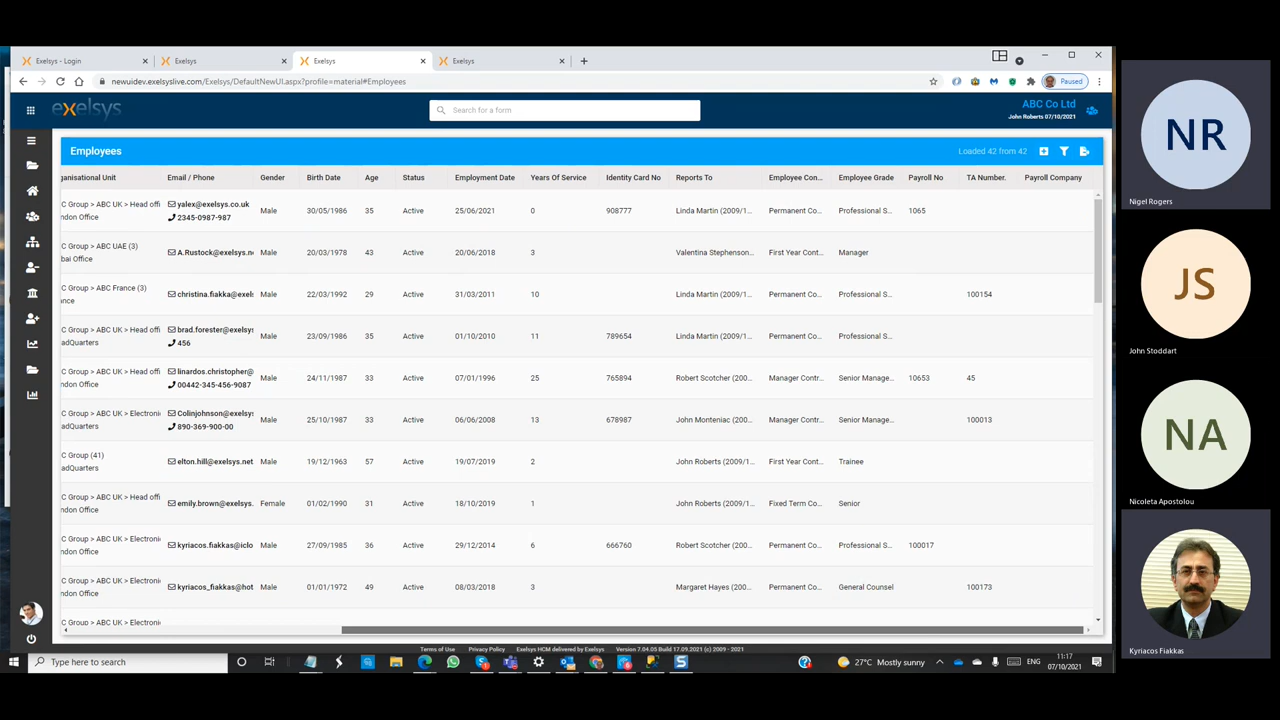 Exelsys - Login
Exelsys
Exelsys
Exelsys
newuidev.exelsyslive.com/Exelsys/DefaultNewUI.aspx?profile=material#Employees
Paused
exelsys
Search for a form
ABC Co Ltd
John Roberts 07/10/2021
Employees
Loaded 42 from 42
ganisational Unit Email / Phone Gender Birth Date Age Status Employment Date Years Of Service Identity Card No Reports To Employee Con... Employee Grade Payroll No TA Number. Payroll Company
C Group > ABC UK > Head offi yalex@exelsys.co.uk
ndon Office 2345-0987-987 Male 30/05/1986 35 Active 25/06/2021 0 908777 Linda Martin (2009/1... Permanent Co... Professional S... 1065
C Group > ABC UAE (3)
bai Office A.Rustock@exelsys.ne Male 20/03/1978 43 Active 20/06/2018 3 Valentina Stephenson... First Year Cont... Manager
C Group > ABC France (3)
nce christina.fiakka@exels Male 22/03/1992 29 Active 31/03/2011 10 Linda Martin (2009/1... Permanent Co... Professional S... 100154
C Group > ABC UK > Head offi brad.forester@exelsys
adQuarters 456 Male 23/09/1986 35 Active 01/10/2010 11 789654 Linda Martin (2009/1... Permanent Co... Professional S...
C Group > ABC UK > Head offi linardos.christopher@
ndon Office 00442-345-456-9087 Male 24/11/1987 33 Active 07/01/1996 25 765894 Robert Scotcher (200... Manager Contr... Senior Manage... 10653 45
C Group > ABC UK > Electronic Colinjohnson@exelsys
adQuarters 890-369-900-00 Male 25/10/1987 33 Active 06/06/2008 13 678987 John Monteniac (200... Manager Contr... Senior Manage... 100013
C Group (41)
adQuarters elton.hill@exelsys.net Male 19/12/1963 57 Active 19/07/2019 2 John Roberts (2009/1... First Year Cont... Trainee
C Group > ABC UK > Head offi
ndon Office emily.brown@exelsys. Female 01/02/1990 31 Active 18/10/2019 1 John Roberts (2009/1... Fixed Term Co... Senior
C Group > ABC UK > Electronic
ndon Office kyriacos.fiakkas@iclo Male 27/09/1985 36 Active 29/12/2014 6 666760 Robert Scotcher (200... Permanent Co... Professional S... 100017
C Group > ABC UK > Electronic
ndon Office kyriacos_fiakkas@hot Male 01/01/1972 49 Active 08/03/2018 3 Margaret Hayes (200... Permanent Co... General Counsel 100173
C Group > ABC UK > Electronic
Terms of Use Privacy Policy Exelsys HCM developed by Exelsys Version 7.04.05 Build 17.09.2021 (c) 2009 - 2021
Type here to search
27°C Mostly sunny
ENG
11:17
07/10/2021
NR
Nigel Rogers
JS
John Stoddart
NA
Nicoleta Apostolou
Kyriacos Fiakkas